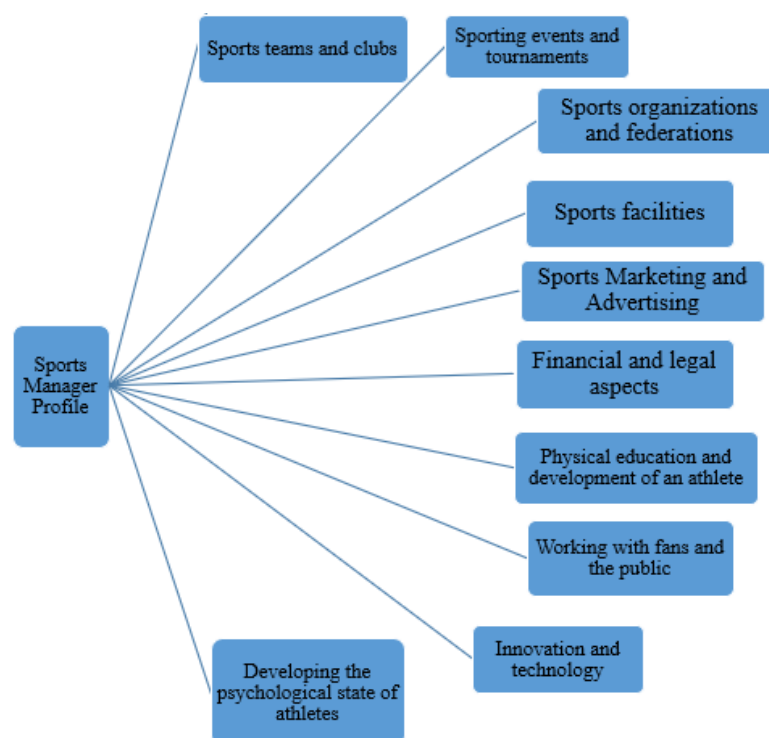 Sports teams and clubs
Sporting events and
tournaments
Sports organizations
and federations
Sports facilities
Sports Marketing and
Advertising
Sports
Manager
Profile
Financial and legal
aspects
Physical education and
development of an athlete
Working with fans and
the public
Innovation and
technology
Developing the
psychological state of
athletes